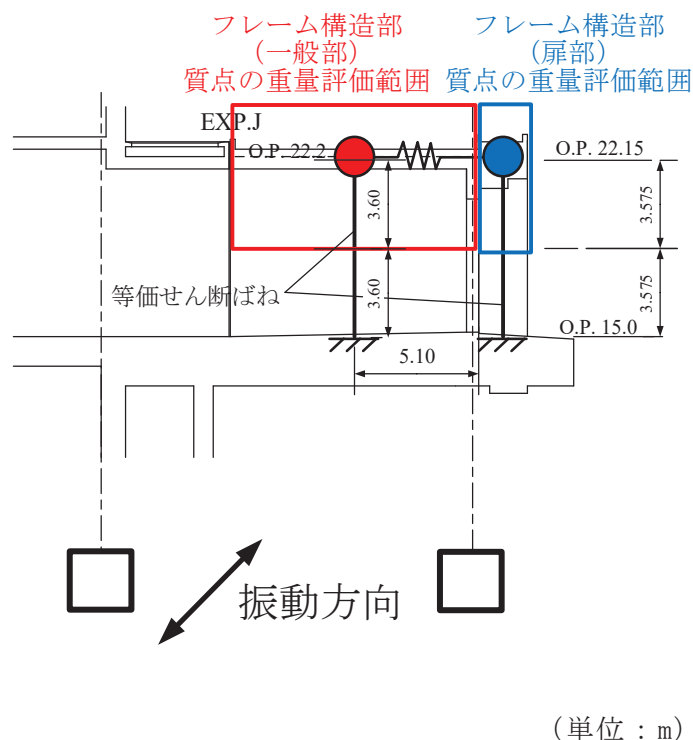 フレーム構造部
（一般部）
質点の重量評価範囲
フレーム構造部
（扉部）
質点の重量評価範囲
EXP.J
O.P. 22.2
O.P. 22.15
3.60
3.575
等価せん断ばね
3.60
3.575
O.P. 15.0
5.10
振動方向
（単位：m）